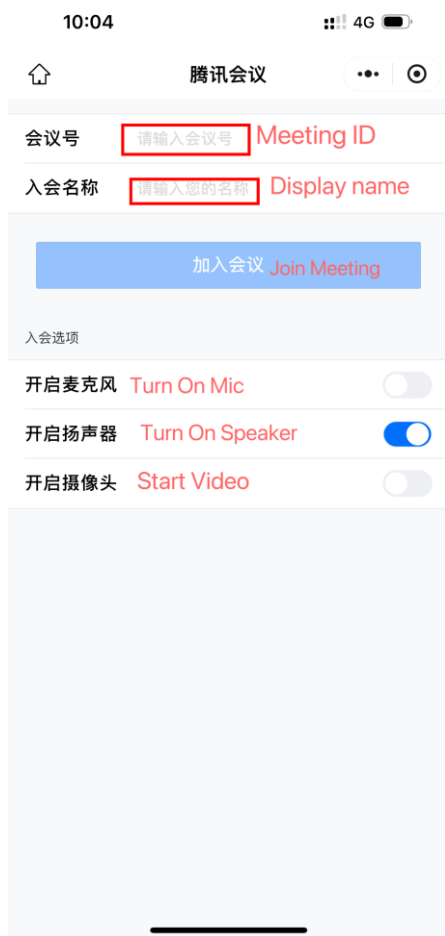 10:04 4G
腾讯会议
会议号 请输入会议号 Meeting ID
入会名称 请输入您的名称 Display name
加入会议 Join Meeting
入会选项
开启麦克风 Turn On Mic
开启扬声器 Turn On Speaker
开启摄像头 Start Video